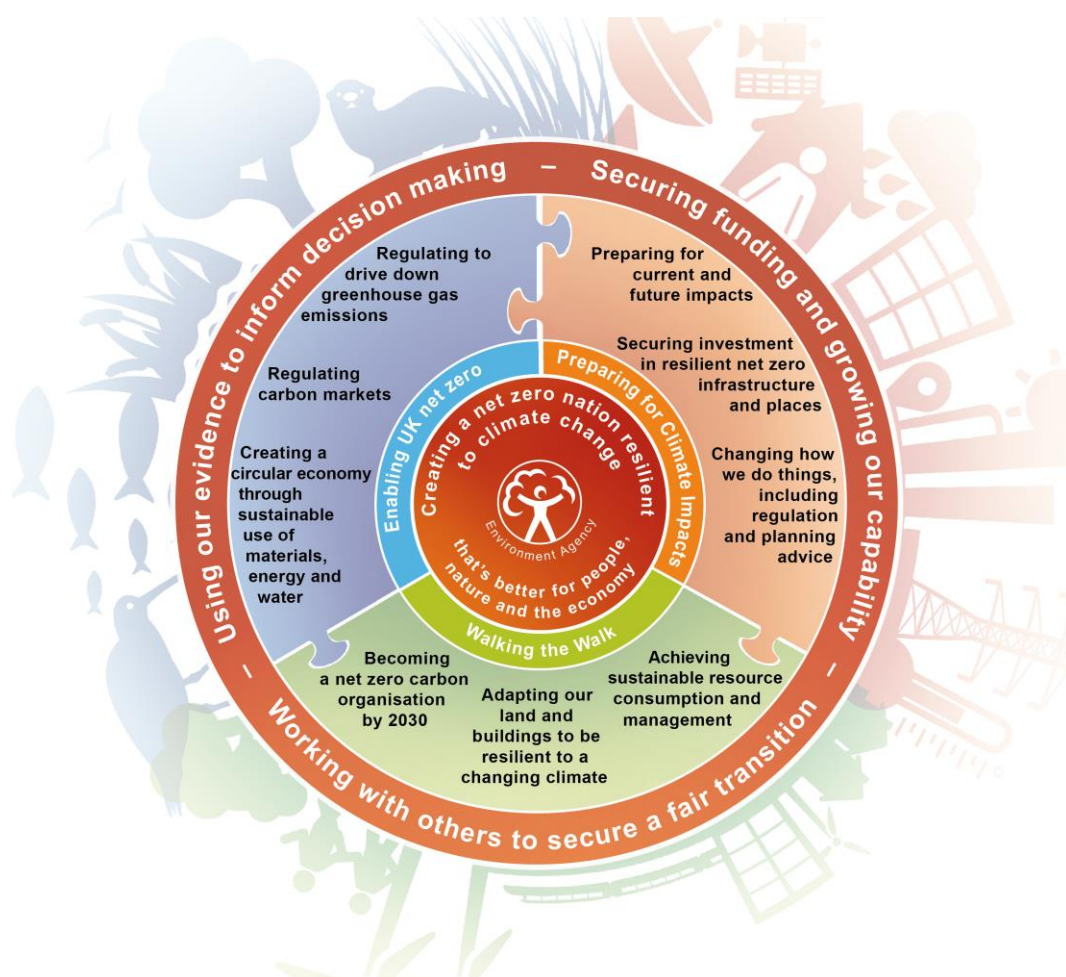 Using our evidence to inform decision making – Securing funding and growing our capability – Working with others to secure a fair transition –
Regulating to
drive down
greenhouse gas
emissions
Regulating
carbon markets
Creating a
circular economy
through
sustainable
use of
materials,
energy and
water
Preparing for
current and
future impacts
Securing investment
in resilient net zero
infrastructure
and places
Changing how
we do things,
including
regulation
and planning
advice
Becoming
a net zero carbon
organisation
by 2030
Adapting our
land and
buildings to be
resilient to a
changing climate
Achieving
sustainable resource
consumption and
management
Enabling UK net zero
Preparing for Climate Impacts
Walking the Walk
Creating a net zero nation resilient
to climate change
Environment Agency
that's better for people,
nature and the economy